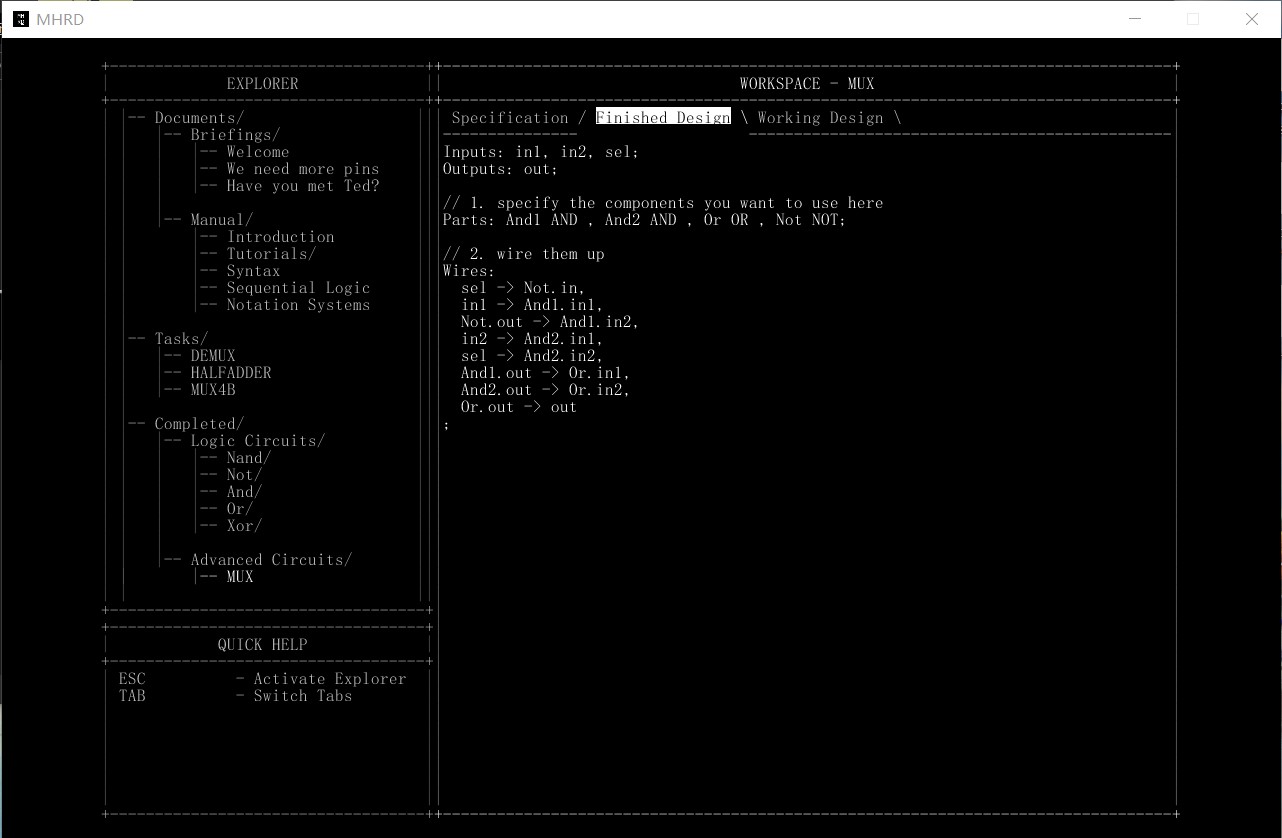 MHRD
EXPLORER
-- Documents/
-- Briefings/
-- Welcome
-- We need more pins
-- Have you met Ted?
-- Manual/
-- Introduction
-- Tutorials/
-- Syntax
-- Sequential Logic
-- Notation Systems
-- Tasks/
-- DEMUX
-- HALFADDER
-- MUX4B
-- Completed/
-- Logic Circuits/
-- Nand/
-- Not/
-- And/
-- Or/
-- Xor/
-- Advanced Circuits/
-- MUX
QUICK HELP
ESC - Activate Explorer
TAB - Switch Tabs
WORKSPACE - MUX
Specification / Finished Design \ Working Design \
Inputs: in1, in2, sel;
Outputs: out;
// 1. specify the components you want to use here
Parts: And1 AND , And2 AND , Or OR , Not NOT;
// 2. wire them up
Wires:
sel -> Not.in,
in1 -> And1.in1,
Not.out -> And1.in2,
in2 -> And2.in1,
sel -> And2.in2,
And1.out -> Or.in1,
And2.out -> Or.in2,
Or.out -> out
;